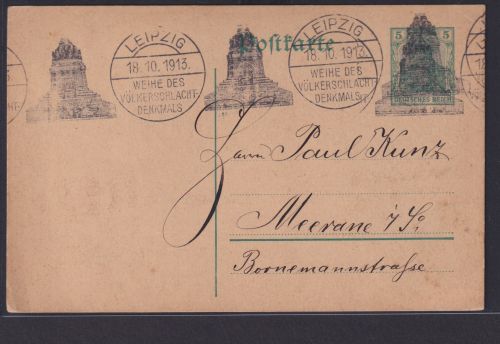 Postkarte
LEIPZIG
18.10.1913.
WEIHE DES
VÖLKERSCHLACHT-
DENKMALS
LEIPZIG
18.10.1913.
WEIHE DES
VÖLKERSCHLACHT-
DENKMALS
5 5
DEUTSCHES REICH
Herrn Paul Kunz
Meerane i/Sa.
Bornemannstraße